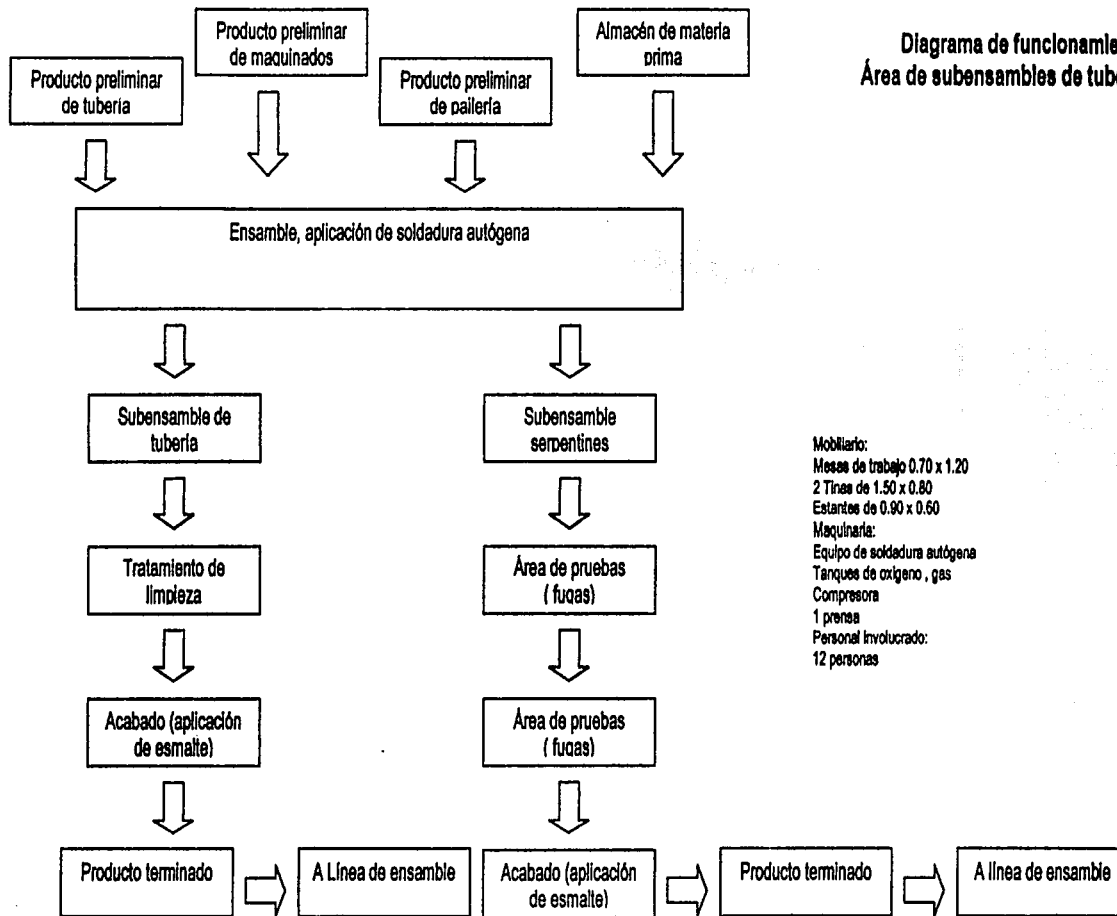 Diagrama de funcionamie
Área de subensambles de tube
Producto preliminar
de tubería
Producto preliminar
de maquinados
Producto preliminar
de pailería
Almacén de materia
prima
Ensamble, aplicación de soldadura autógena
Subensamble de
tubería
Subensamble
serpentines
Tratamiento de
limpieza
Área de pruebas
( fugas)
Acabado (aplicación
de esmalte)
Área de pruebas
( fugas)
Producto terminado
A Línea de ensamble
Acabado (aplicación
de esmalte)
Producto terminado
A línea de ensamble
Mobiliario:
Mesas de trabajo 0.70 x 1.20
2 Tinas de 1.50 x 0.80
Estantes de 0.90 x 0.60
Maquinaria:
Equipo de soldadura autógena
Tanques de oxigeno , gas
Compresora
1 prensa
Personal involucrado:
12 personas